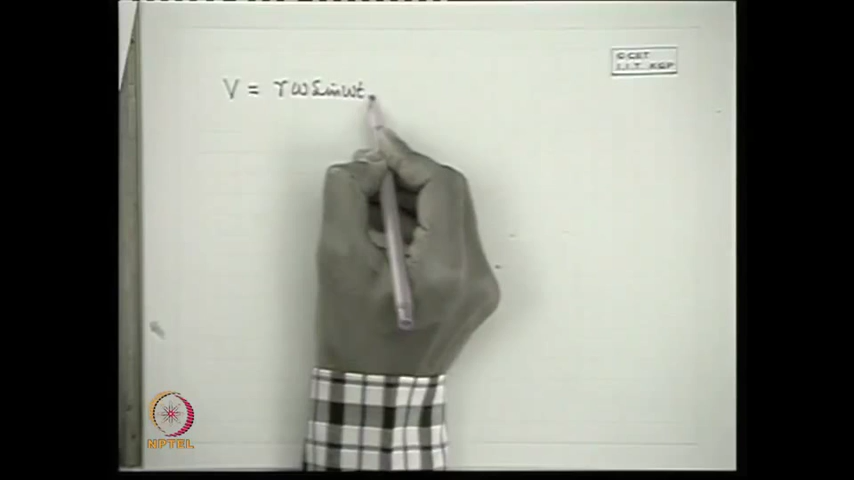 © CET
I.I.T. KGP
V = rω Sin ωt
NPTEL